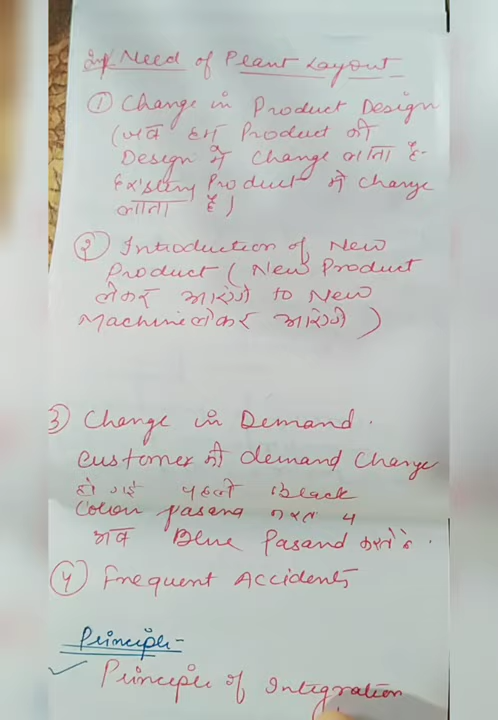 Need of Plant Layout
① Change in Product Design
(जब हम Product की
Design में Change लाता है-
Existing Product में change
लाता है)
② Introduction of New
Product (New Product
लेकर आएंगे to New
Machine लेकर आएंगे)
③ Change in Demand.
Customer की demand Change
हो गई पहले black
Colour pasand करते
अब Blue Pasand करते है.
④ Frequent Accidents
Principle-
✓ Principle of Integration